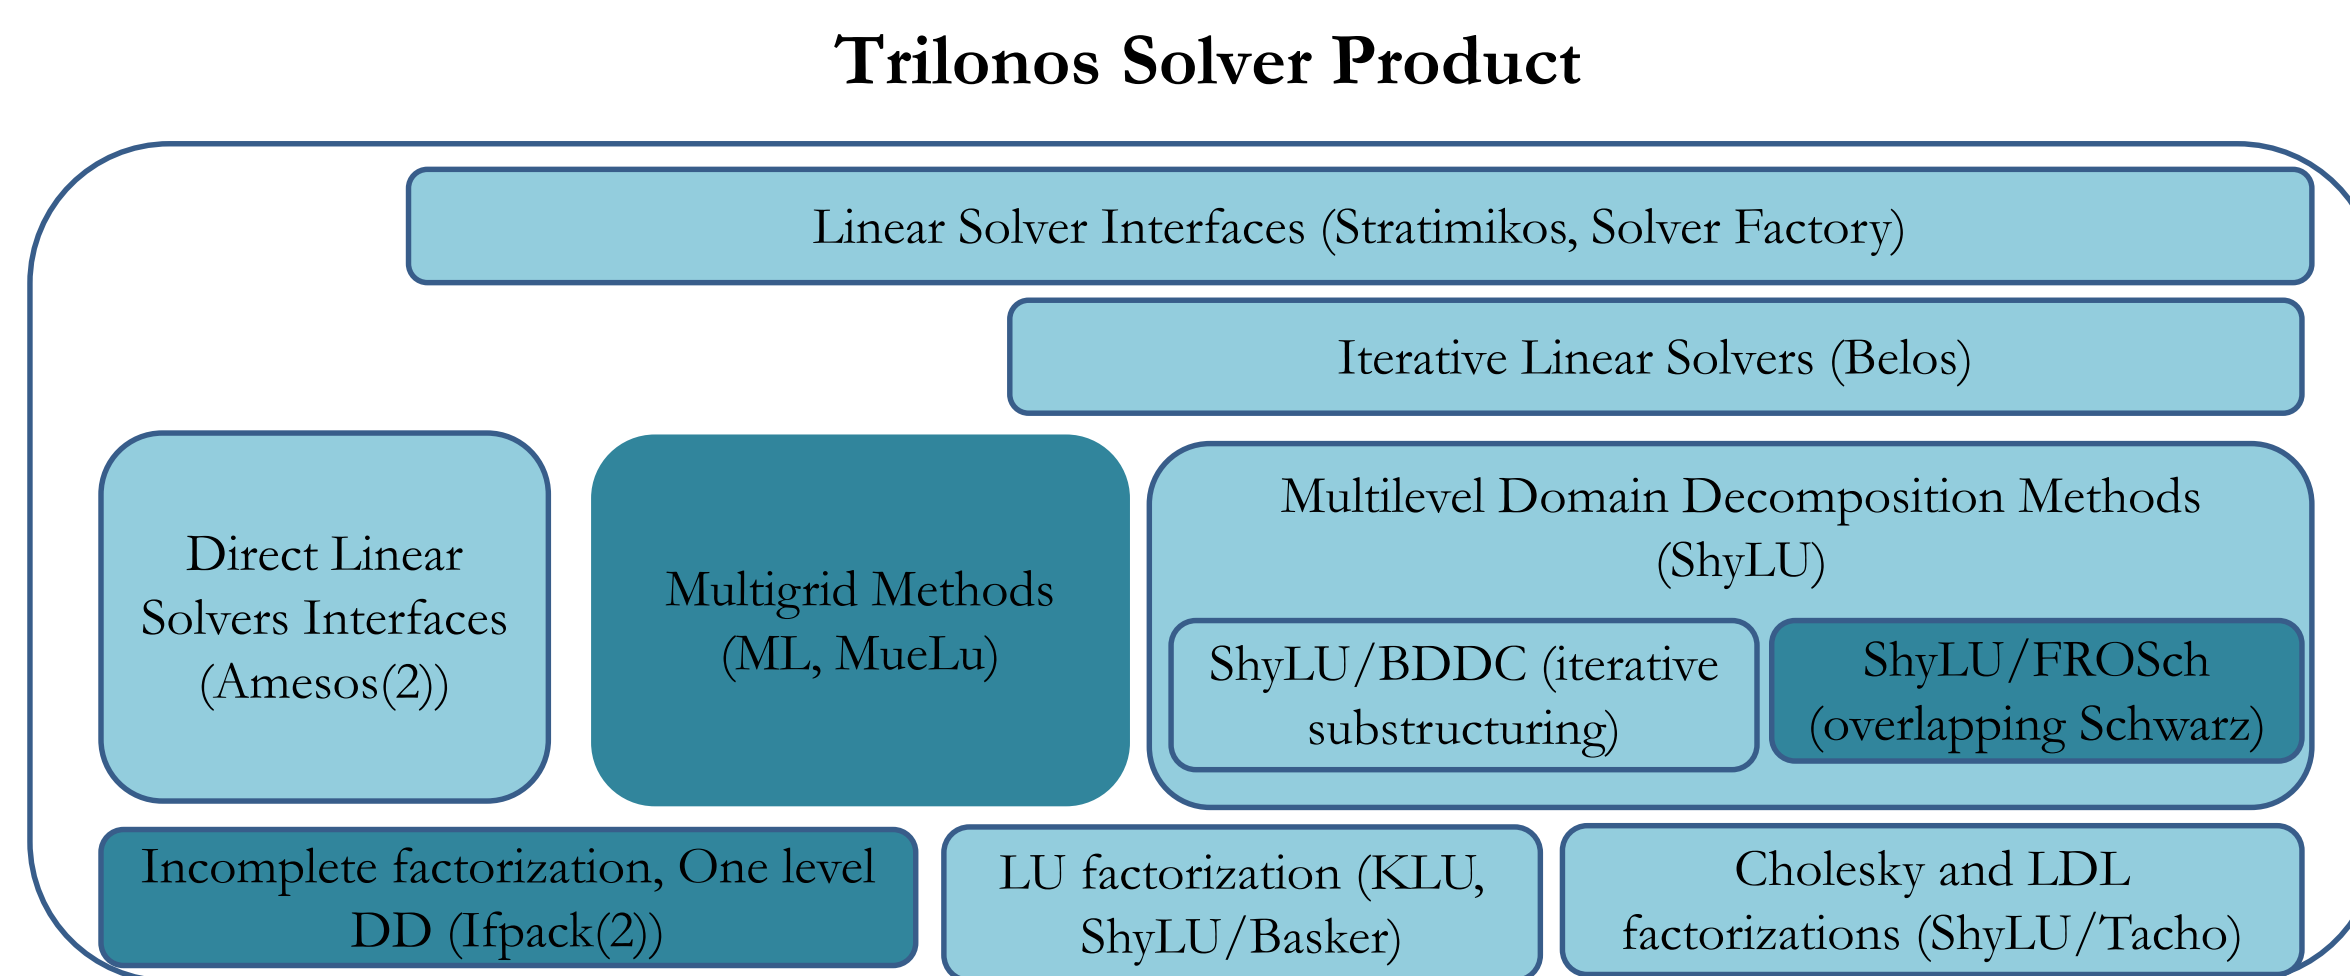 Trilonos Solver Product
Linear Solver Interfaces (Stratimikos, Solver Factory)
Iterative Linear Solvers (Belos)
Direct Linear
Solvers Interfaces
(Amesos(2))
Multigrid Methods
(ML, MueLu)
Multilevel Domain Decomposition Methods
(ShyLU)
ShyLU/BDDC (iterative
substructuring)
ShyLU/FROSch
(overlapping Schwarz)
Incomplete factorization, One level
DD (Ifpack(2))
LU factorization (KLU,
ShyLU/Basker)
Cholesky and LDL
factorizations (ShyLU/Tacho)